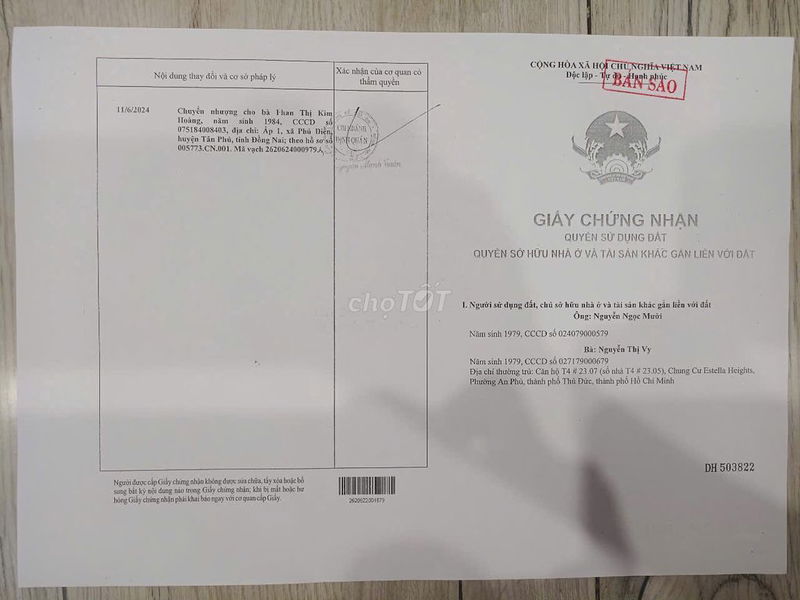 Nội dung thay đổi và cơ sở pháp lý
Xác nhận của cơ quan có
thẩm quyền
11/6/2024
Chuyển nhượng cho bà Phan Thị Kim
Hoàng, năm sinh 1984, CCCD số
075184008403, địa chỉ: Ấp 1, xã Phú Điền,
huyện Tân Phú, tỉnh Đồng Nai; theo hồ sơ số
005773.CN.001. Mã vạch 2620624000979
CHI NHÁNH
ĐỊNH QUÁN
Người được cấp Giấy chứng nhận không được sửa chữa, tẩy xóa hoặc bổ
sung bất kỳ nội dung nào trong Giấy chứng nhận; khi bị mất hoặc hư
hỏng Giấy chứng nhận phải khai báo ngay với cơ quan cấp Giấy.
2620622001879
CỘNG HÒA XÃ HỘI CHỦ NGHĨA VIỆT NAM
Độc lập - Tự do - Hạnh phúc
BẢN SAO
GIẤY CHỨNG NHẬN
QUYỀN SỬ DỤNG ĐẤT
QUYỀN SỞ HỮU NHÀ Ở VÀ TÀI SẢN KHÁC GẮN LIỀN VỚI ĐẤT
I. Người sử dụng đất, chủ sở hữu nhà ở và tài sản khác gắn liền với đất
Ông: Nguyễn Ngọc Mười
Năm sinh 1979, CCCD số 024079000579
Bà: Nguyễn Thị Vy
Năm sinh 1979, CCCD số 027179000679
Địa chỉ thường trú: Căn hộ T4 # 23.07 (số nhà T4 # 23.05), Chung Cư Estella Heights,
Phường An Phú, thành phố Thủ Đức, thành phố Hồ Chí Minh
DH 503822
chợTỐT